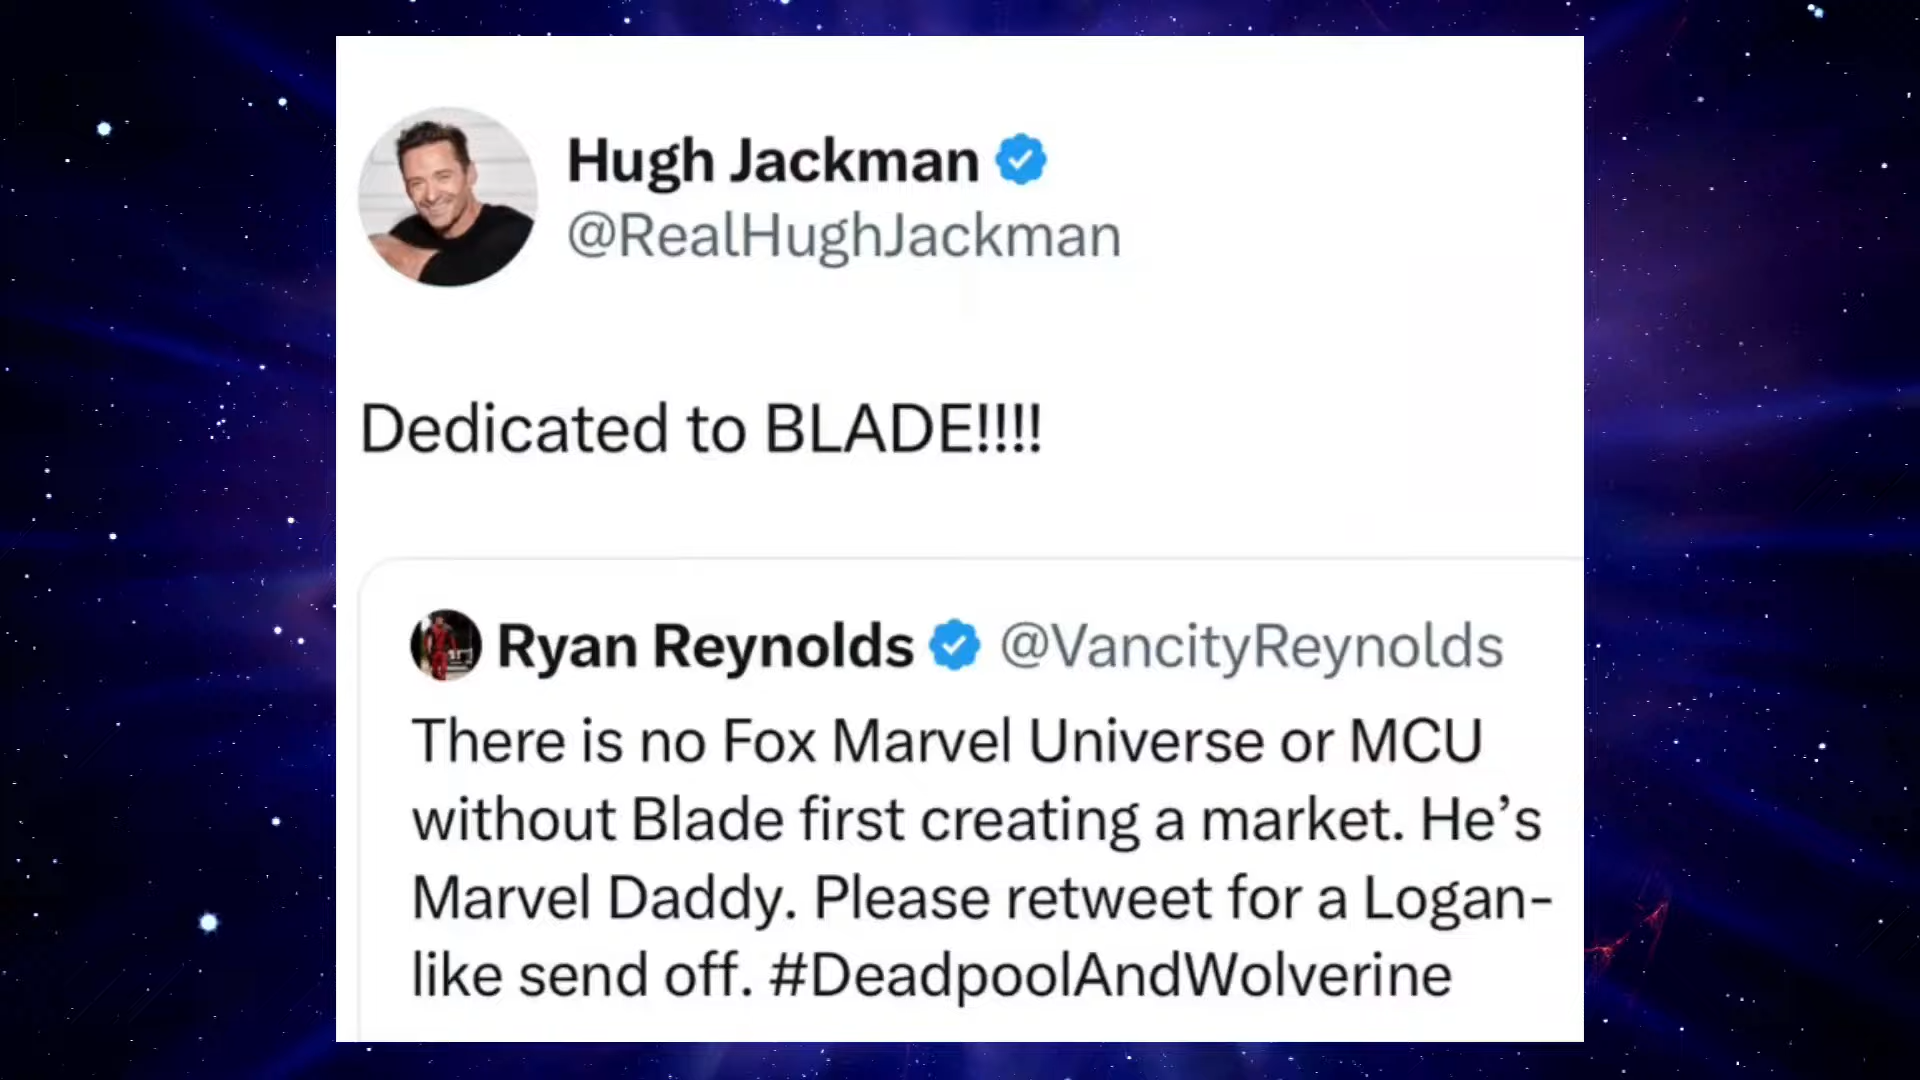 Hugh Jackman
@RealHughJackman
Dedicated to BLADE!!!!
Ryan Reynolds @VancityReynolds
There is no Fox Marvel Universe or MCU
without Blade first creating a market. He’s
Marvel Daddy. Please retweet for a Logan-
like send off. #DeadpoolAndWolverine